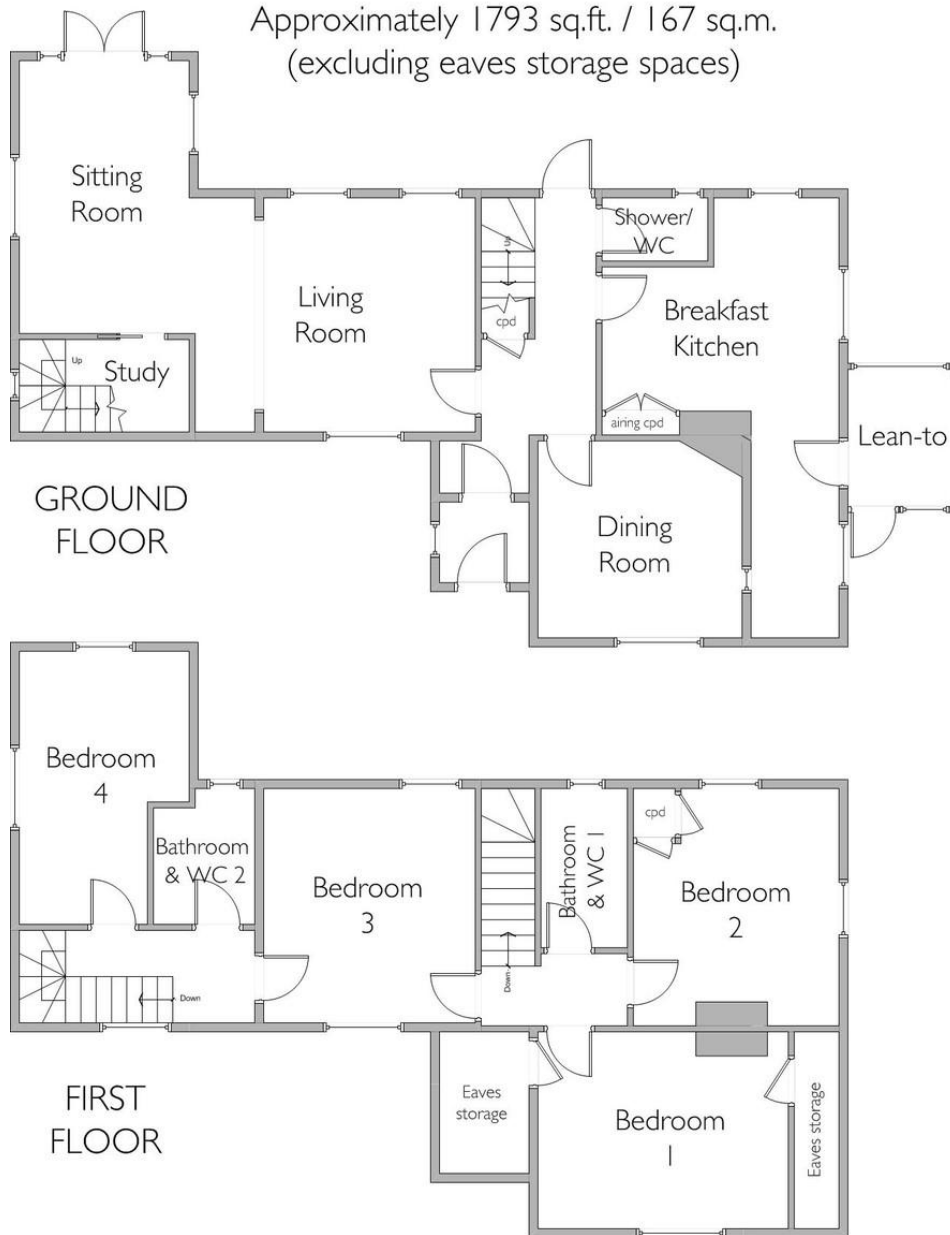 Approximately 1793 sq.ft. / 167 sq.m.
(excluding eaves storage spaces)
Sitting
Room
Living
Room
Up
cpd
Shower/
WC
Breakfast
Kitchen
Up
Study
airing cpd
Lean-to
Dining
Room
GROUND
FLOOR
Bedroom
4
Bathroom
& WC 2
Bedroom
3
Down
Bathroom
& WC 1
cpd
Bedroom
2
Down
Eaves
storage
Bedroom
1
Eaves storage
FIRST
FLOOR